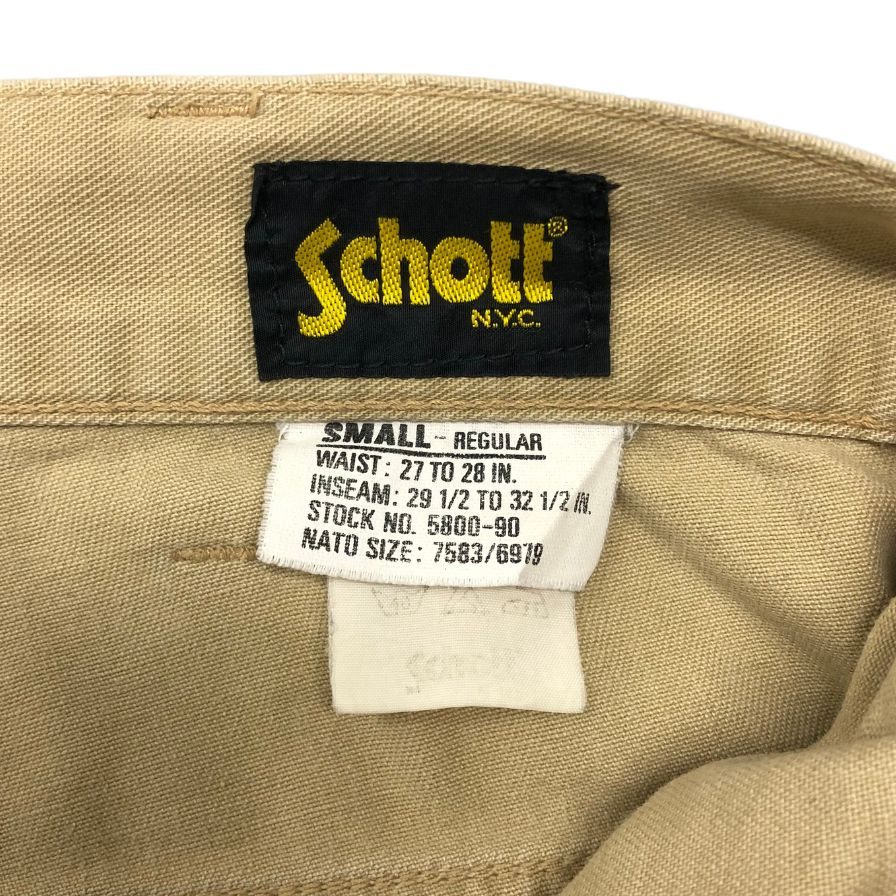 Schott®
N.Y.C.
SMALL - REGULAR
WAIST: 27 TO 28 IN.
INSEAM: 29 1/2 TO 32 1/2 IN.
STOCK NO. 5800-90
NATO SIZE: 7583/6979
Schott